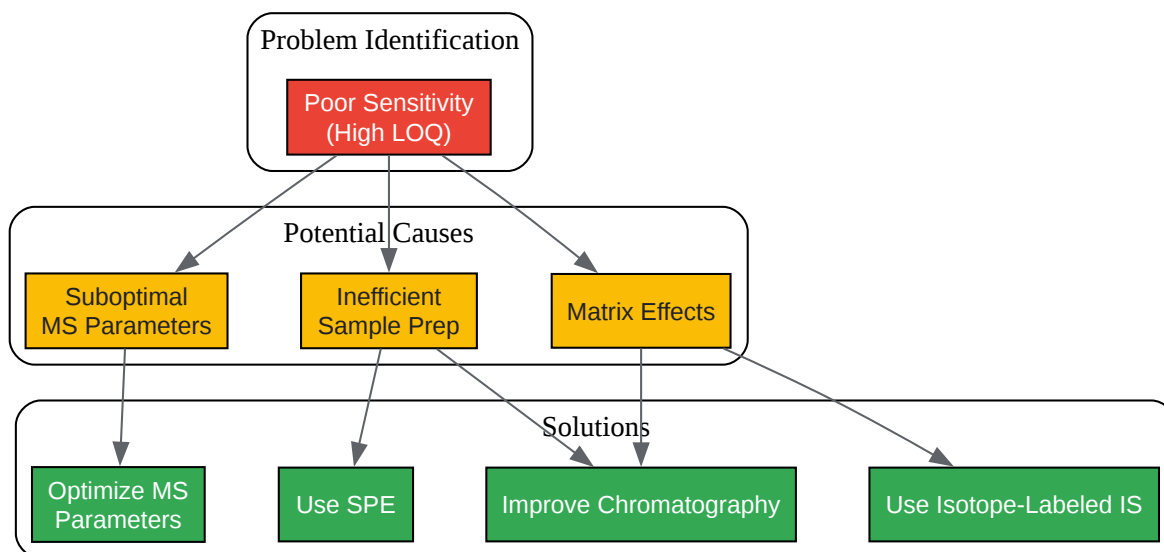 Problem Identification
Poor Sensitivity
(High LOQ)
Potential Causes
Suboptimal
MS Parameters
Inefficient
Sample Prep
Matrix Effects
Solutions
Optimize MS
Parameters
Use SPE
Improve Chromatography
Use Isotope-Labeled IS